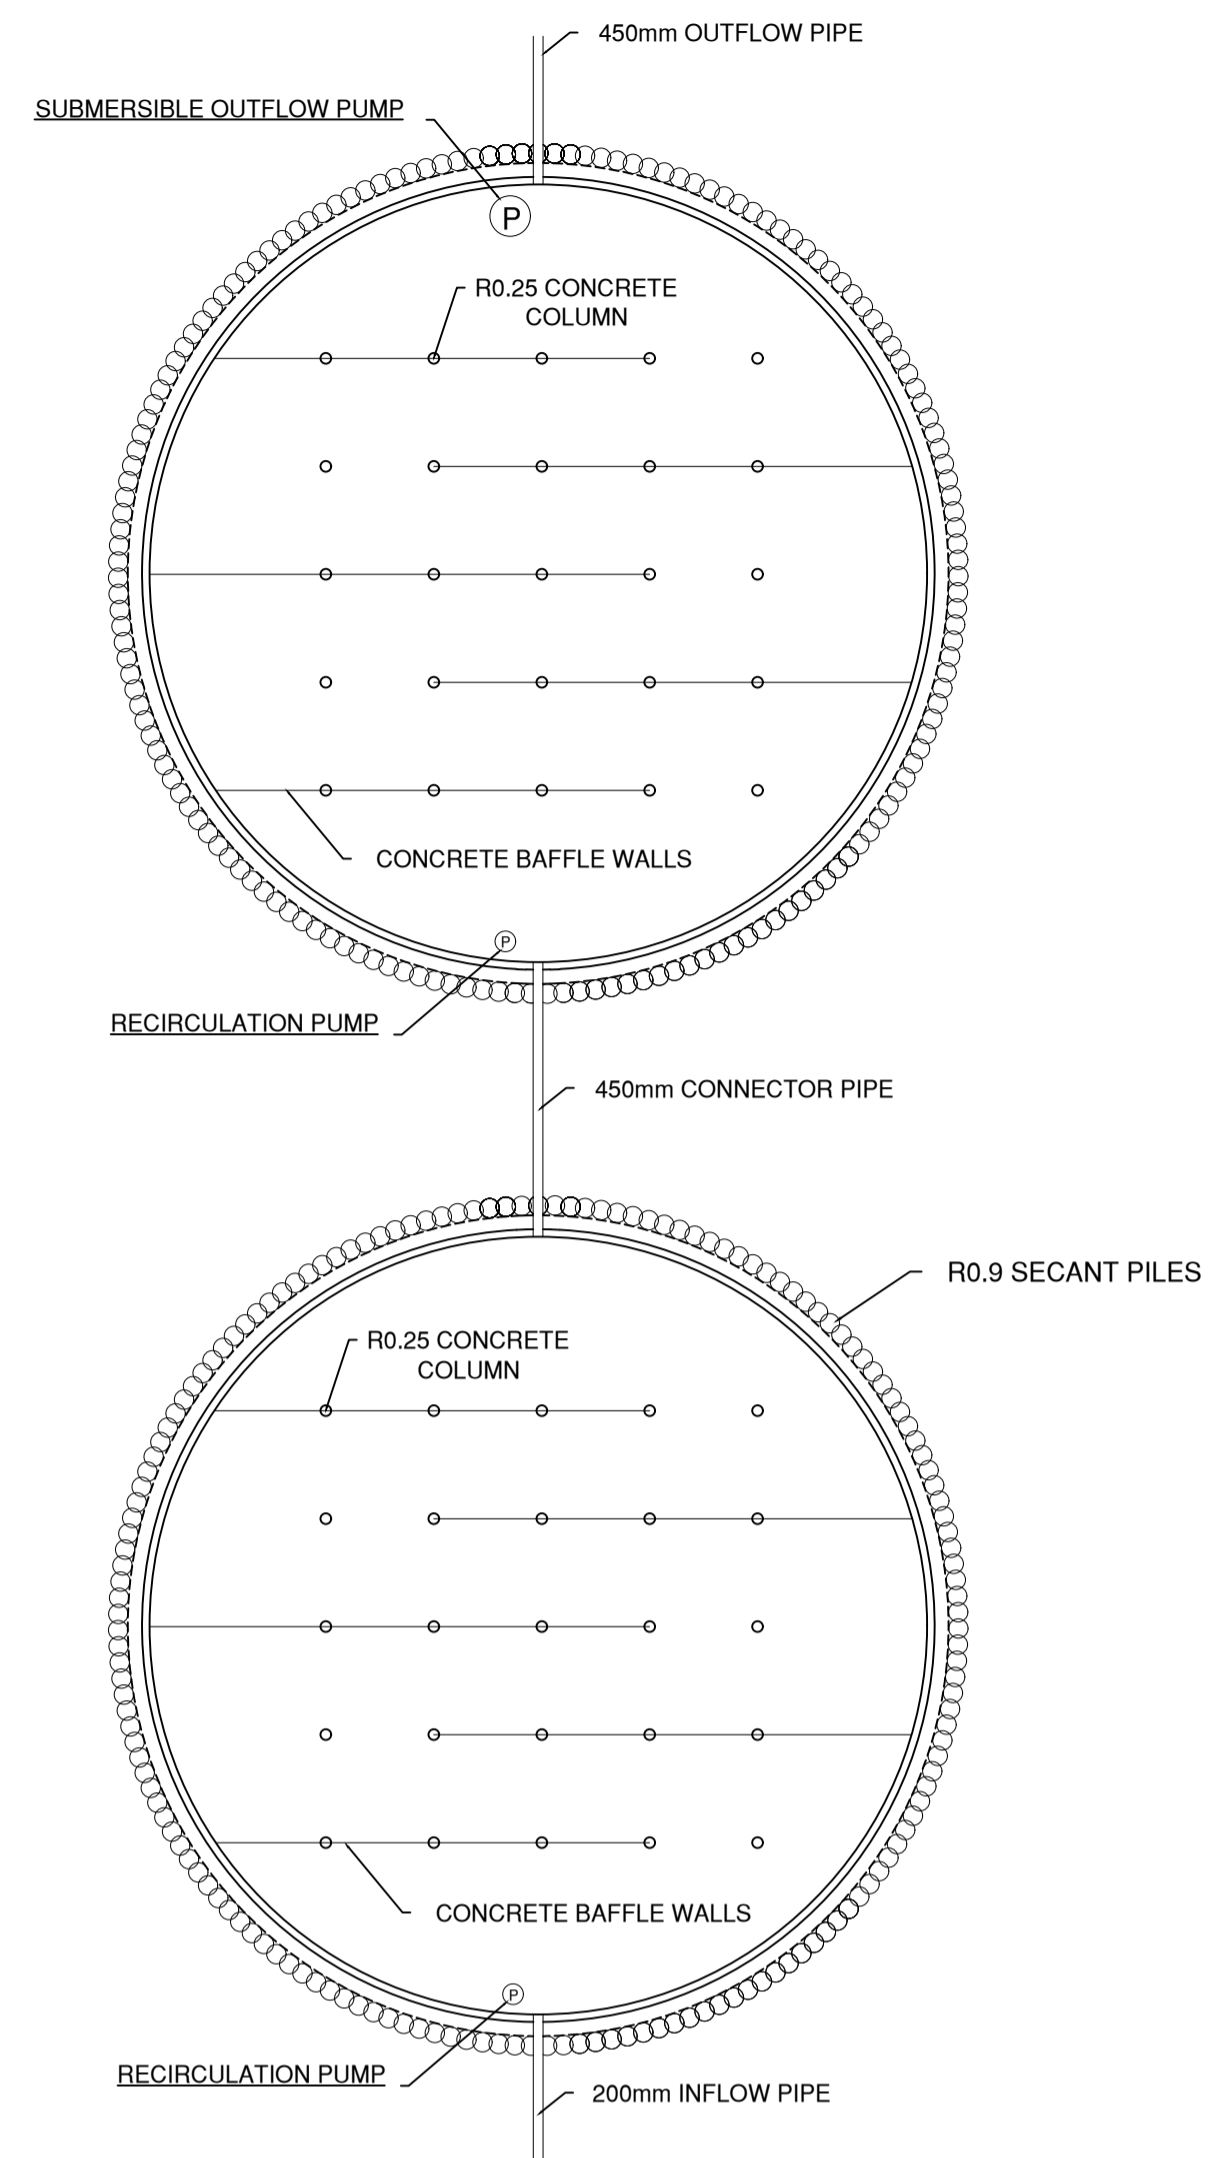 450mm OUTFLOW PIPE
SUBMERSIBLE OUTFLOW PUMP
P
R0.25 CONCRETE
COLUMN
CONCRETE BAFFLE WALLS
P
RECIRCULATION PUMP
450mm CONNECTOR PIPE
R0.9 SECANT PILES
R0.25 CONCRETE
COLUMN
CONCRETE BAFFLE WALLS
P
RECIRCULATION PUMP
200mm INFLOW PIPE